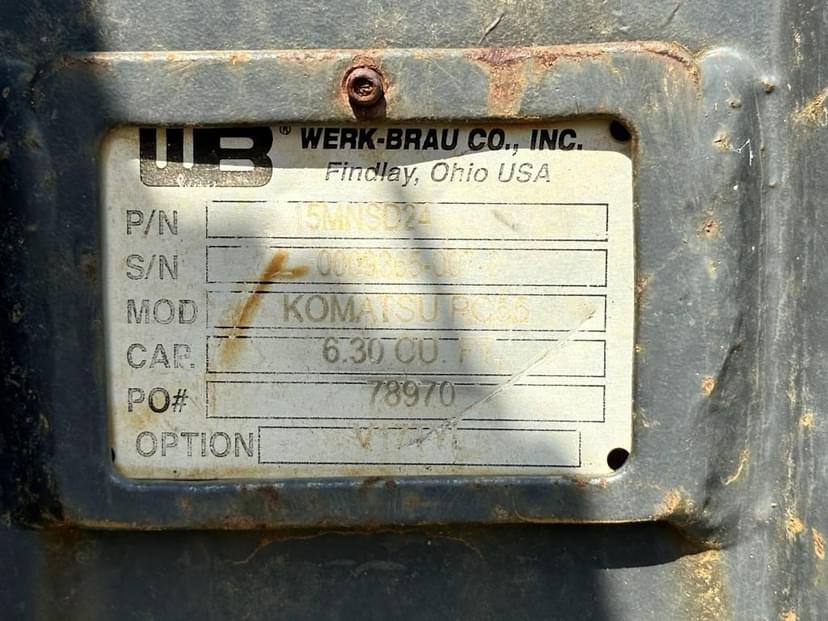 WB ® WERK-BRAU CO., INC.
Findlay, Ohio USA
P/N 15MNSD24
S/N
MOD KOMATSU PC55
CAP. 6.30 CU. FT.
PO# 78970
OPTION